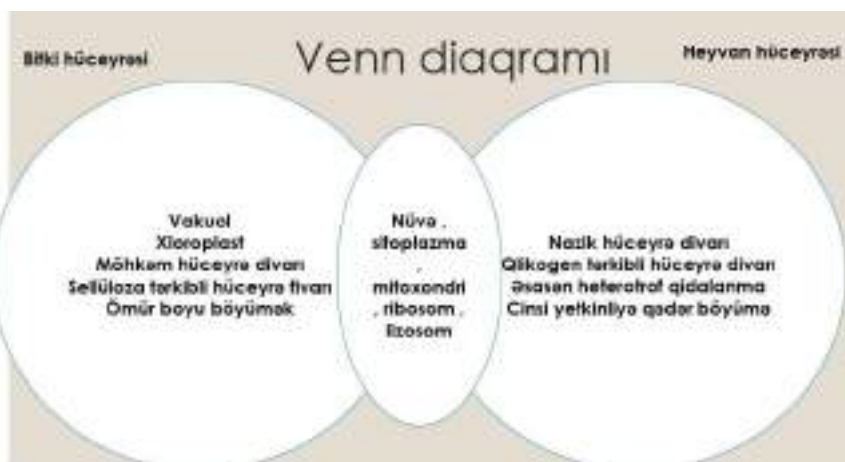 Bitki hüceyrəsi
Venn diaqramı
Heyvan hüceyrəsi
Vakuol
Xloroplast
Möhkəm hüceyrə divarı
Sellüloza tərkibli hüceyrə tivarı
Ömür boyu böyümək
Nüvə ,
sitoplazma
,
mitoxondri
, ribosom ,
lizosom
Nazik hüceyrə divarı
Qlikogen tərkibli hüceyrə divarı
Əsasən heterotrof qidalanma
Cinsi yetkinliyə qədər böyümə